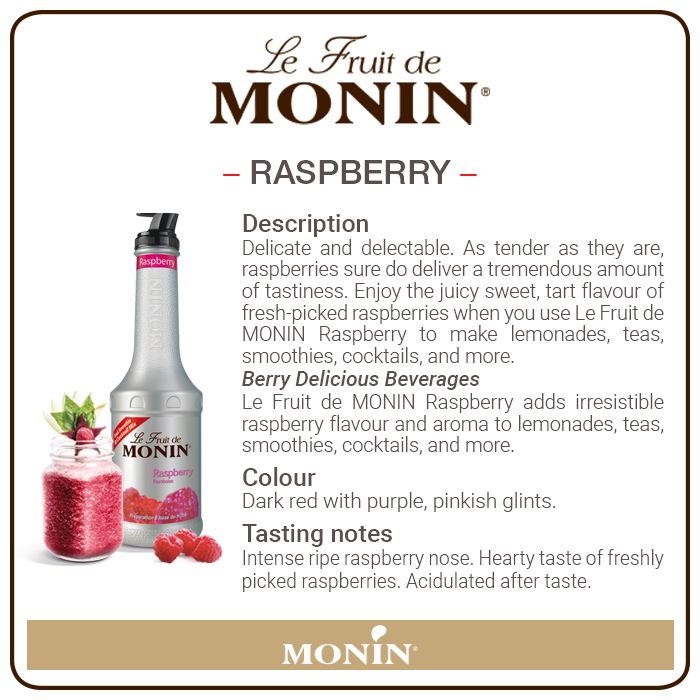 Le Fruit de
MONIN®
– RASPBERRY –
Description
Delicate and delectable. As tender as they are,
raspberries sure do deliver a tremendous amount
of tastiness. Enjoy the juicy sweet, tart flavour of
fresh-picked raspberries when you use Le Fruit de
MONIN Raspberry to make lemonades, teas,
smoothies, cocktails, and more.
Berry Delicious Beverages
Le Fruit de MONIN Raspberry adds irresistible
raspberry flavour and aroma to lemonades, teas,
smoothies, cocktails, and more.
Colour
Dark red with purple, pinkish glints.
Tasting notes
Intense ripe raspberry nose. Hearty taste of freshly
picked raspberries. Acidulated after taste.
Raspberry
MONIN
Le Fruit de
MONIN
Raspberry
MONIN®